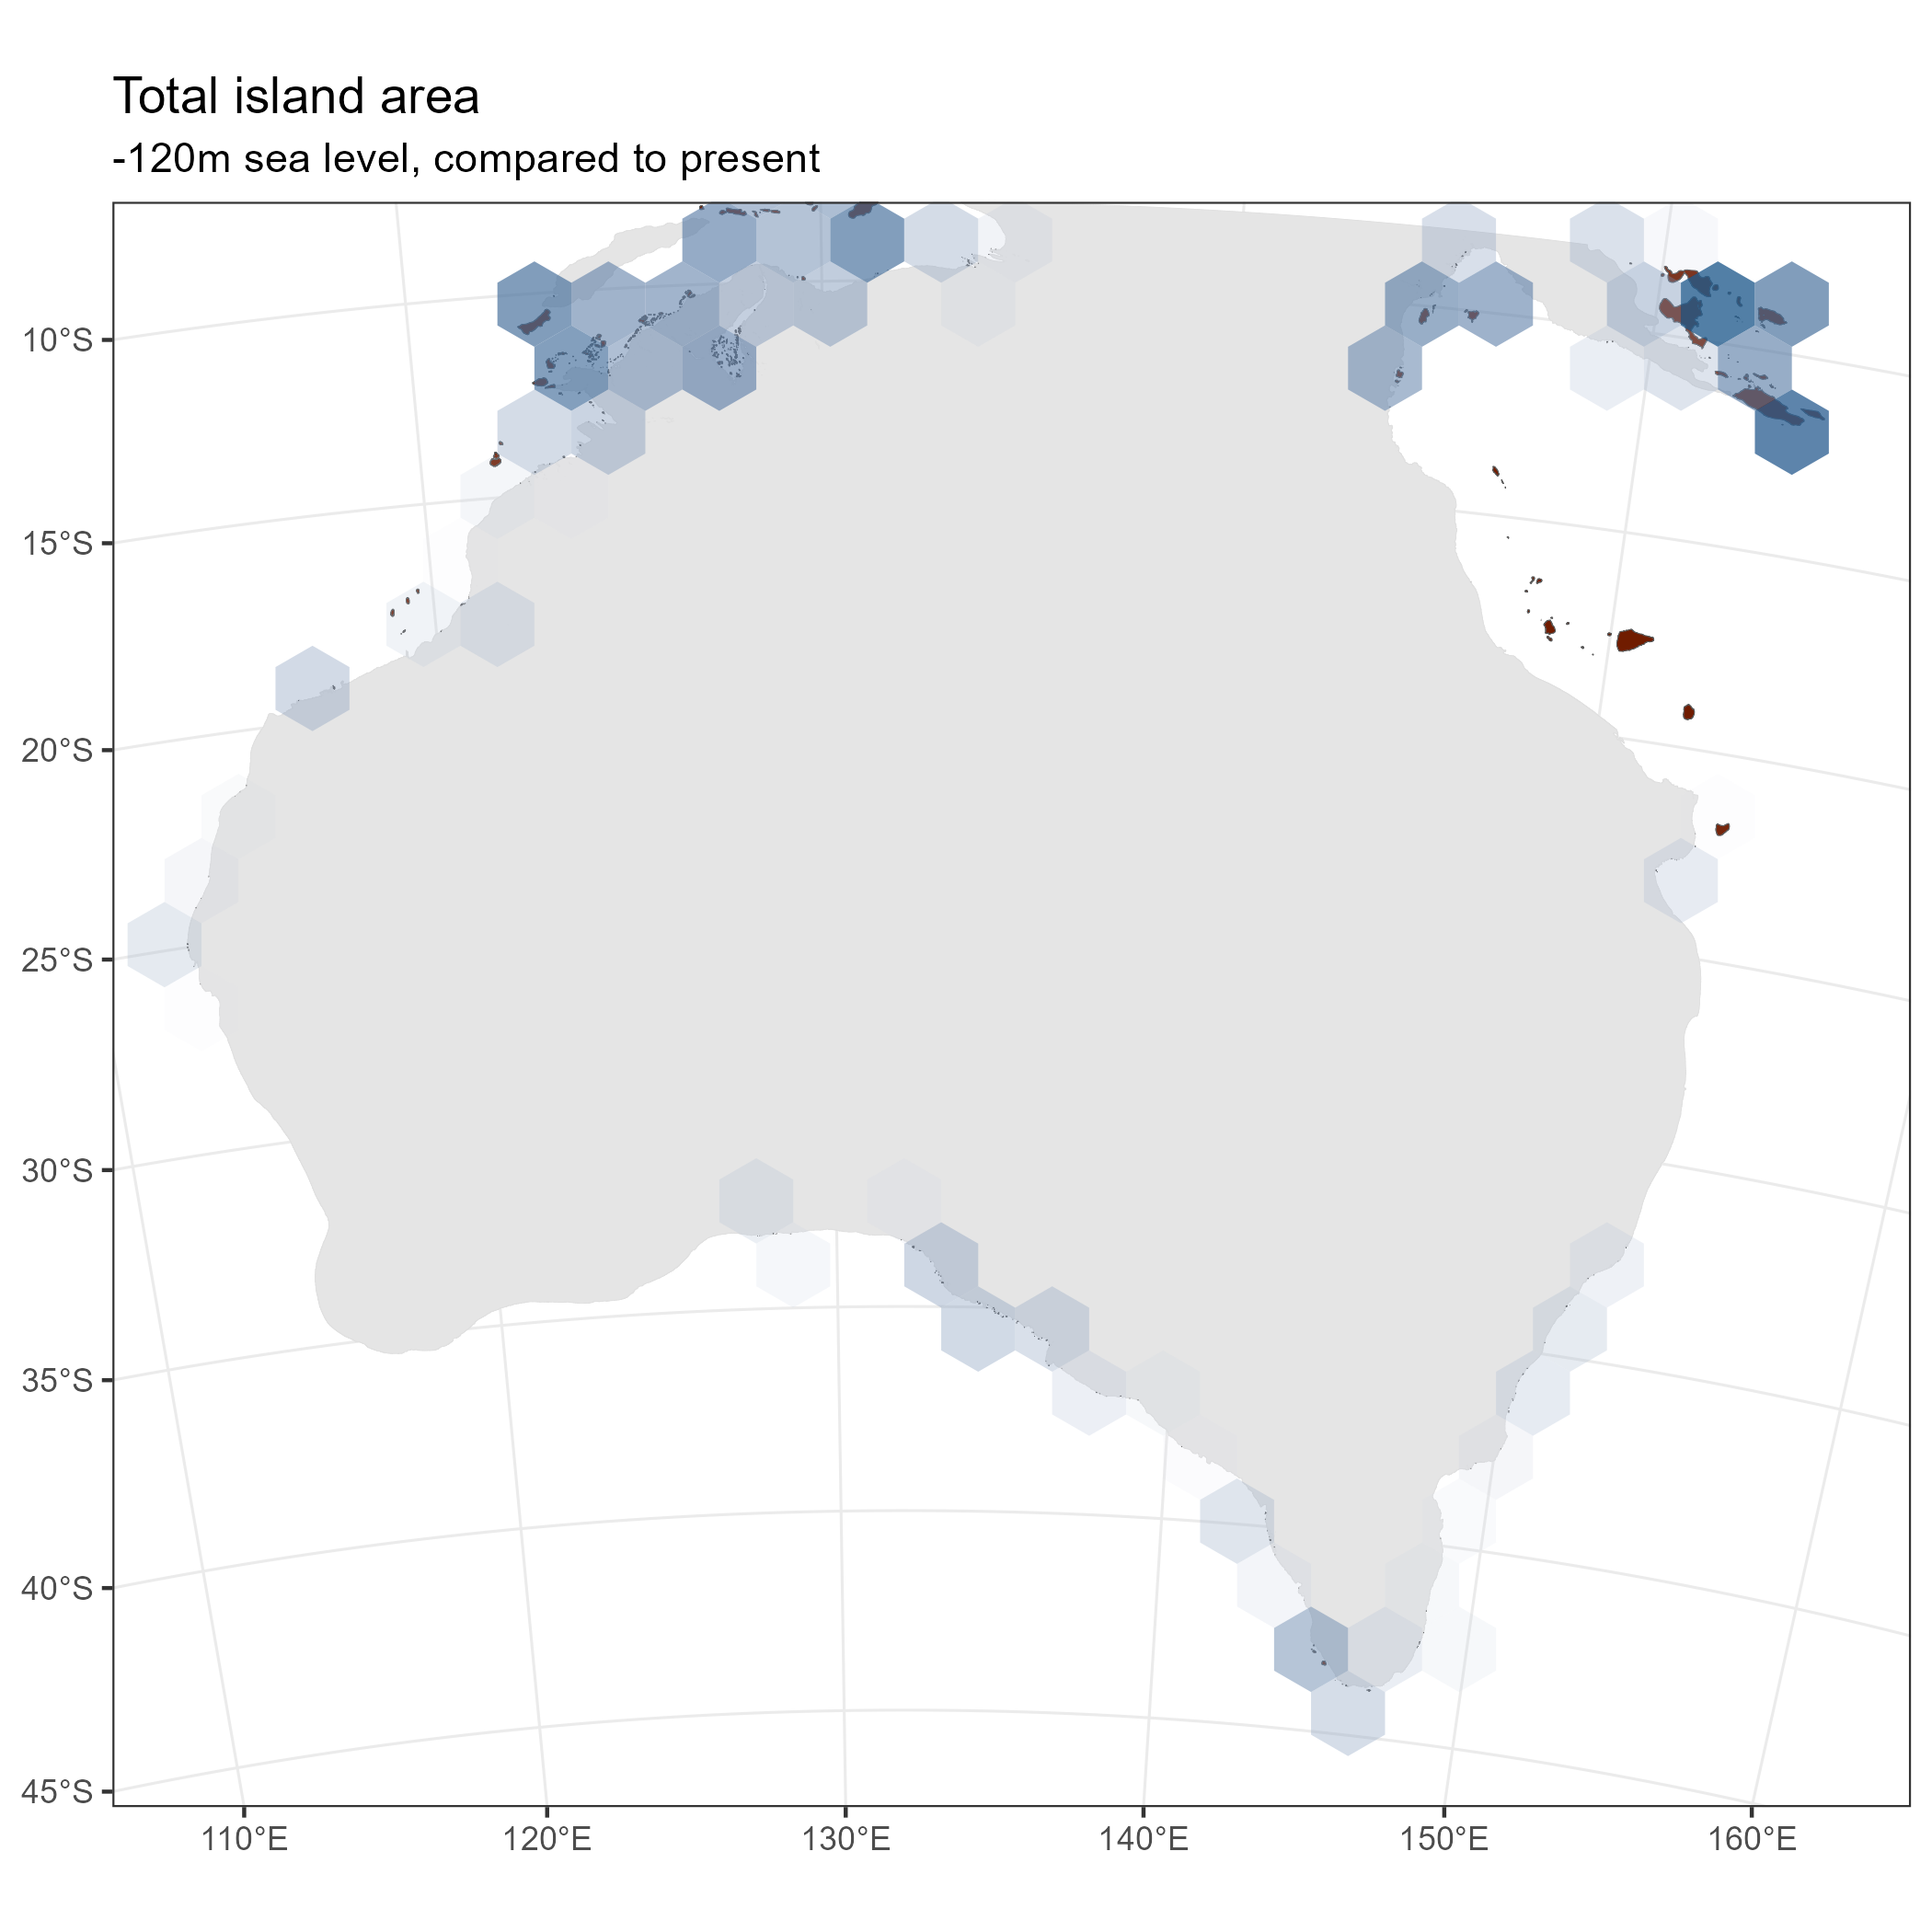 Total island area
-120m sea level, compared to present
10°S
15°S
20°S
25°S
30°S
35°S
40°S
45°S
110°E
120°E
130°E
140°E
150°E
160°E